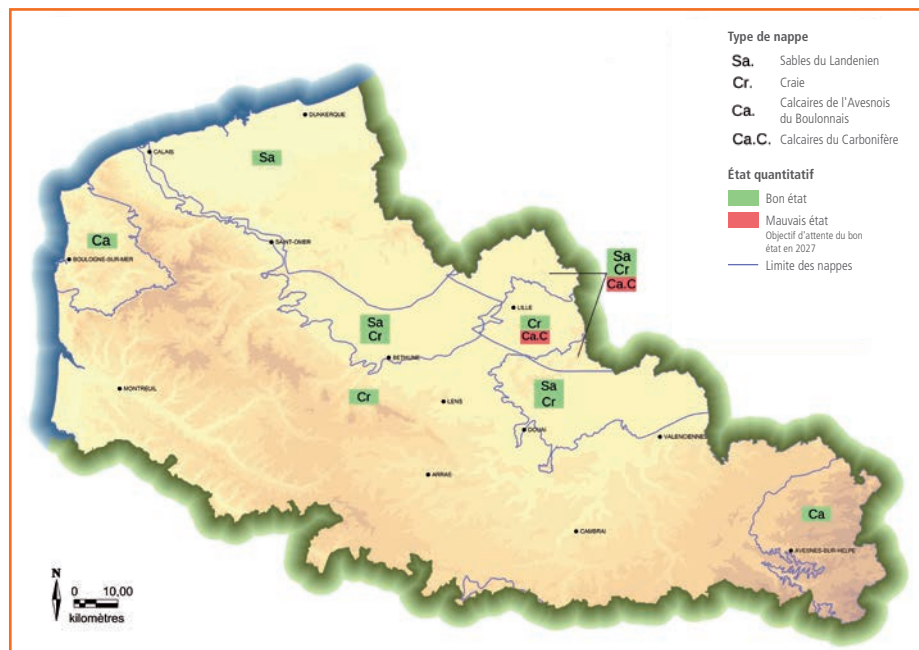 Type de nappe
Sa. Sables du Landenien
Cr. Craie
Ca. Calcaires de l'Avesnois
du Boulonnais
Ca.C. Calcaires du Carbonifère
État quantitatif
Bon état
Mauvais état
Objectif d'attente du bon
état en 2027
Limite des nappes
DUNKERQUE
CALAIS
Sa
Ca
SAINT-OMER
BOULOGNE-SUR-MER
Sa
Cr
Ca.C
LILLE
Sa
Cr
Cr
Ca.C
BETHUNE
MONTREUIL
Cr
LENS
Sa
Cr
DOUAI
VALENCIENNES
ARRAS
Ca
CAMBRAI
AVESNES-SUR-HELPE
N
0 10,00
kilomètres